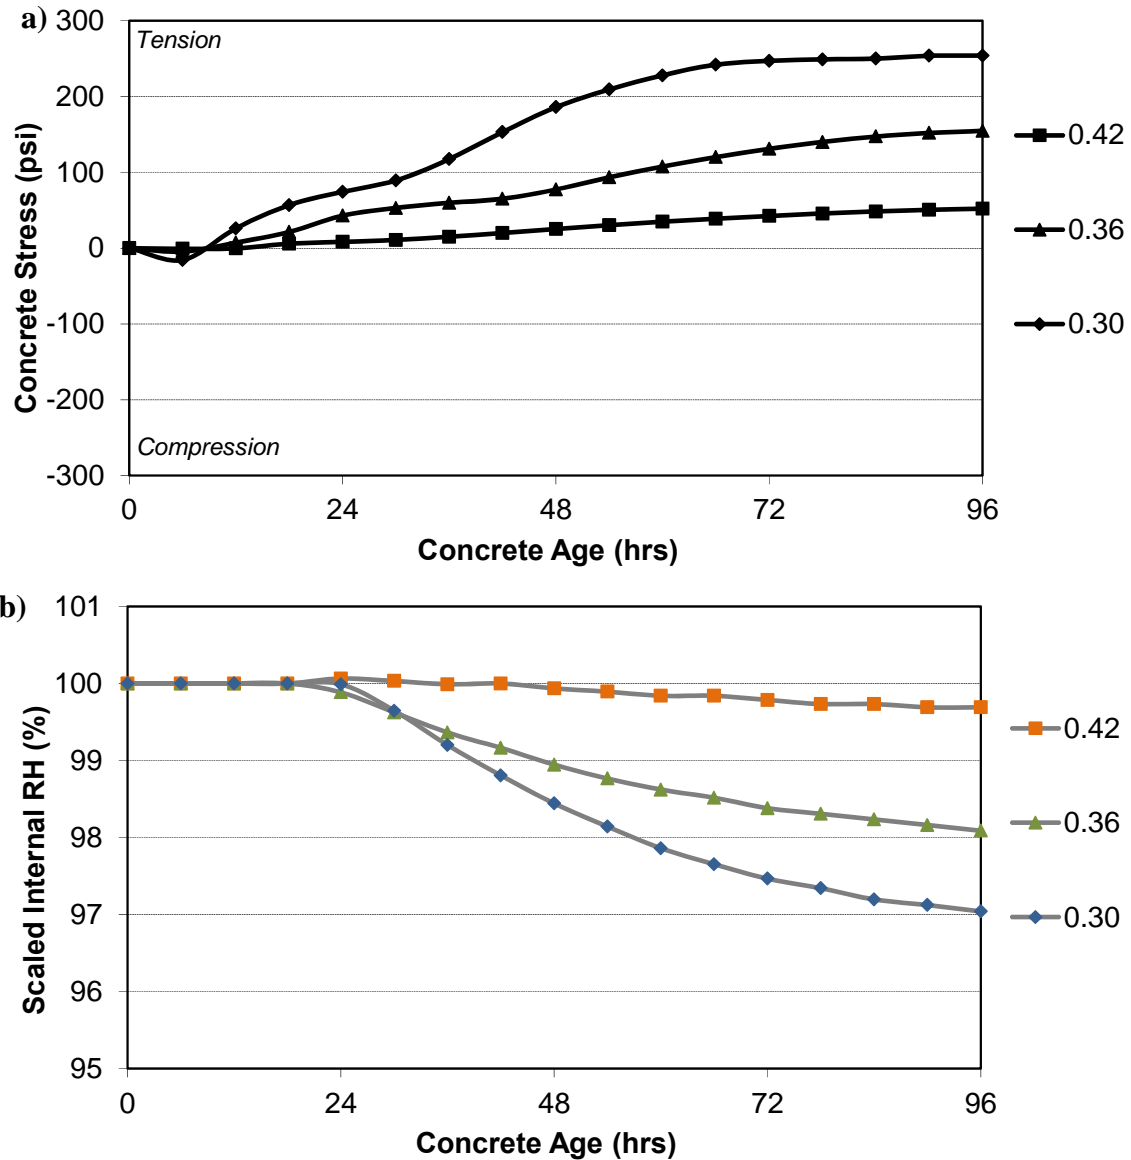 a)
300
200
100
0
-100
-200
-300
Concrete Stress (psi)
Tension
Compression
0 24 48 72 96
Concrete Age (hrs)
0.42
0.36
0.30
b)
101
100
99
98
97
96
95
Scaled Internal RH (%)
0 24 48 72 96
Concrete Age (hrs)
0.42
0.36
0.30